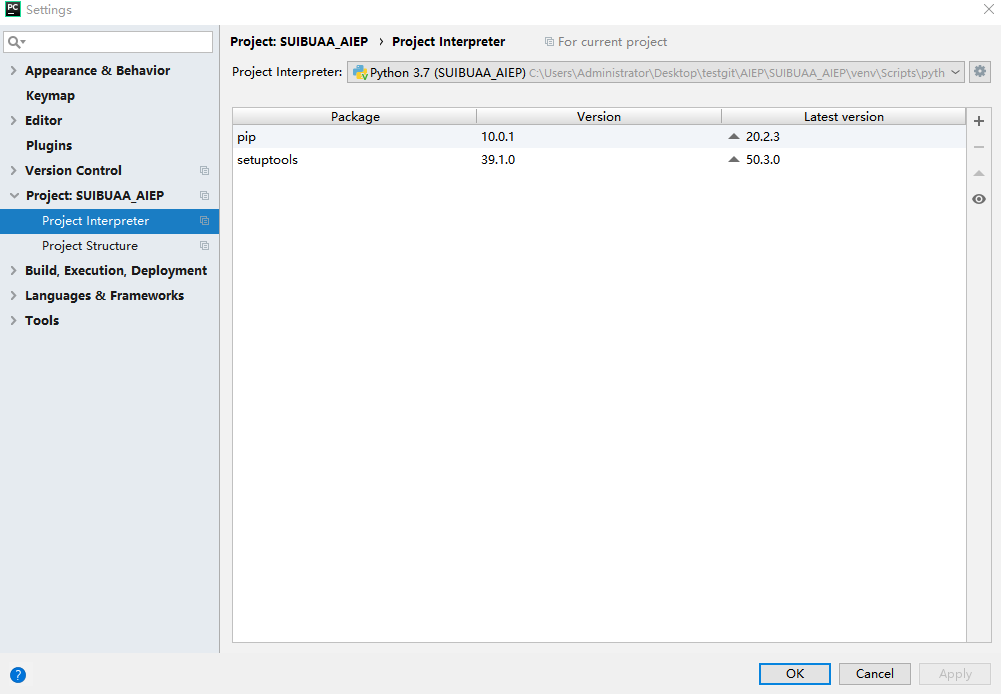 PC Settings
Project: SUIBUAA_AIEP › Project Interpreter For current project
Project Interpreter: Python 3.7 (SUIBUAA_AIEP) C:\Users\Administrator\Desktop\testgit\AIEP\SUIBUAA_AIEP\venv\Scripts\pyth
Appearance & Behavior
Keymap
Editor
Plugins
Version Control
Project: SUIBUAA_AIEP
Project Interpreter
Project Structure
Build, Execution, Deployment
Languages & Frameworks
Tools
Package Version Latest version
pip 10.0.1 20.2.3
setuptools 39.1.0 50.3.0
? OK Cancel Apply